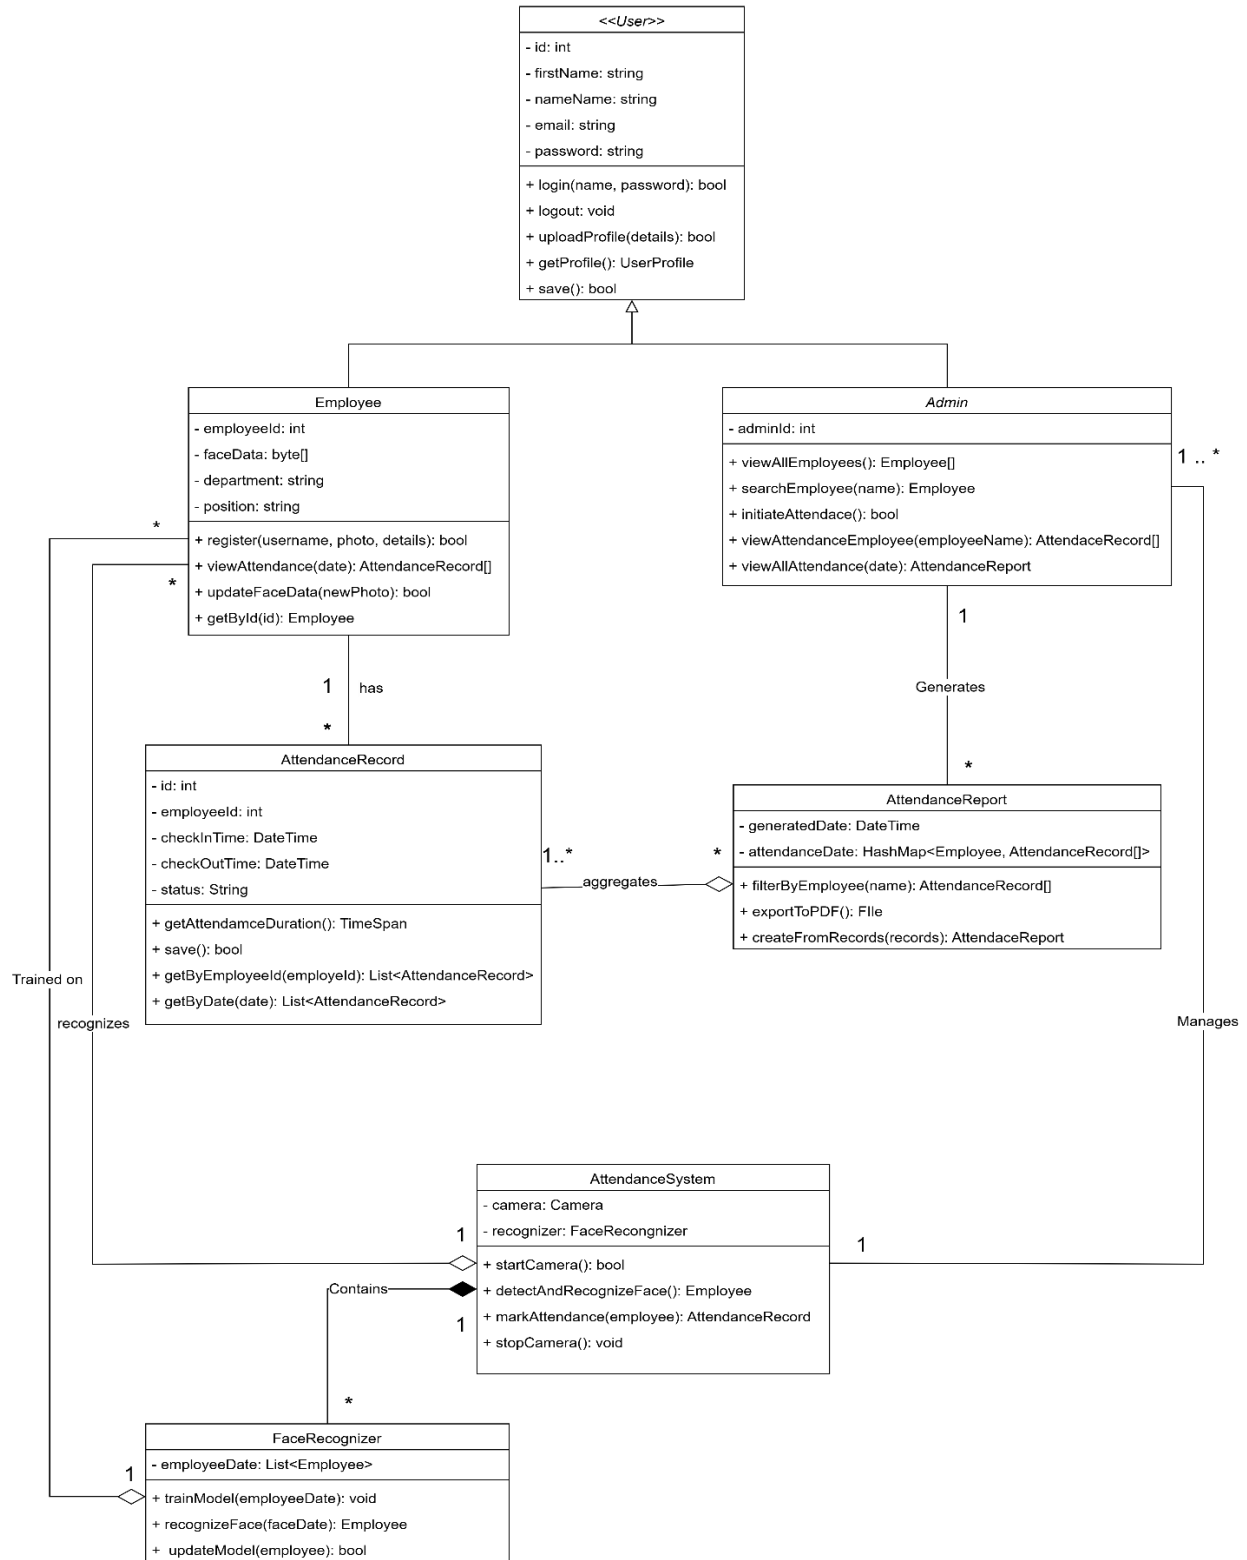 <<User>>
- id: int
- firstName: string
- nameName: string
- email: string
- password: string
+ login(name, password): bool
+ logout: void
+ uploadProfile(details): bool
+ getProfile(): UserProfile
+ save(): bool
Employee
- employeeId: int
- faceData: byte[]
- department: string
- position: string
+ register(username, photo, details): bool
+ viewAttendance(date): AttendanceRecord[]
+ updateFaceData(newPhoto): bool
+ getById(id): Employee
*
*
Admin
- adminId: int
+ viewAllEmployees(): Employee[]
+ searchEmployee(name): Employee
+ initiateAttendace(): bool
+ viewAttendanceEmployee(employeeName): AttendaceRecord[]
+ viewAllAttendance(date): AttendanceReport
1 .. *
1
Generates
*
1
has
*
AttendanceRecord
- id: int
- employeeId: int
- checkInTime: DateTime
- checkOutTime: DateTime
- status: String
+ getAttendamceDuration(): TimeSpan
+ save(): bool
+ getByEmployeeId(employeId): List<AttendanceRecord>
+ getByDate(date): List<AttendanceRecord>
1..*
aggregates
*
AttendanceReport
- generatedDate: DateTime
- attendanceDate: HashMap<Employee, AttendanceRecord[]>
+ filterByEmployee(name): AttendanceRecord[]
+ exportToPDF(): FIle
+ createFromRecords(records): AttendaceReport
Trained on
recognizes
Manages
AttendanceSystem
- camera: Camera
- recognizer: FaceRecongnizer
+ startCamera(): bool
+ detectAndRecognizeFace(): Employee
+ markAttendance(employee): AttendanceRecord
+ stopCamera(): void
1
1
Contains
1
*
FaceRecognizer
- employeeDate: List<Employee>
+ trainModel(employeeDate): void
+ recognizeFace(faceDate): Employee
+ updateModel(employee): bool
1